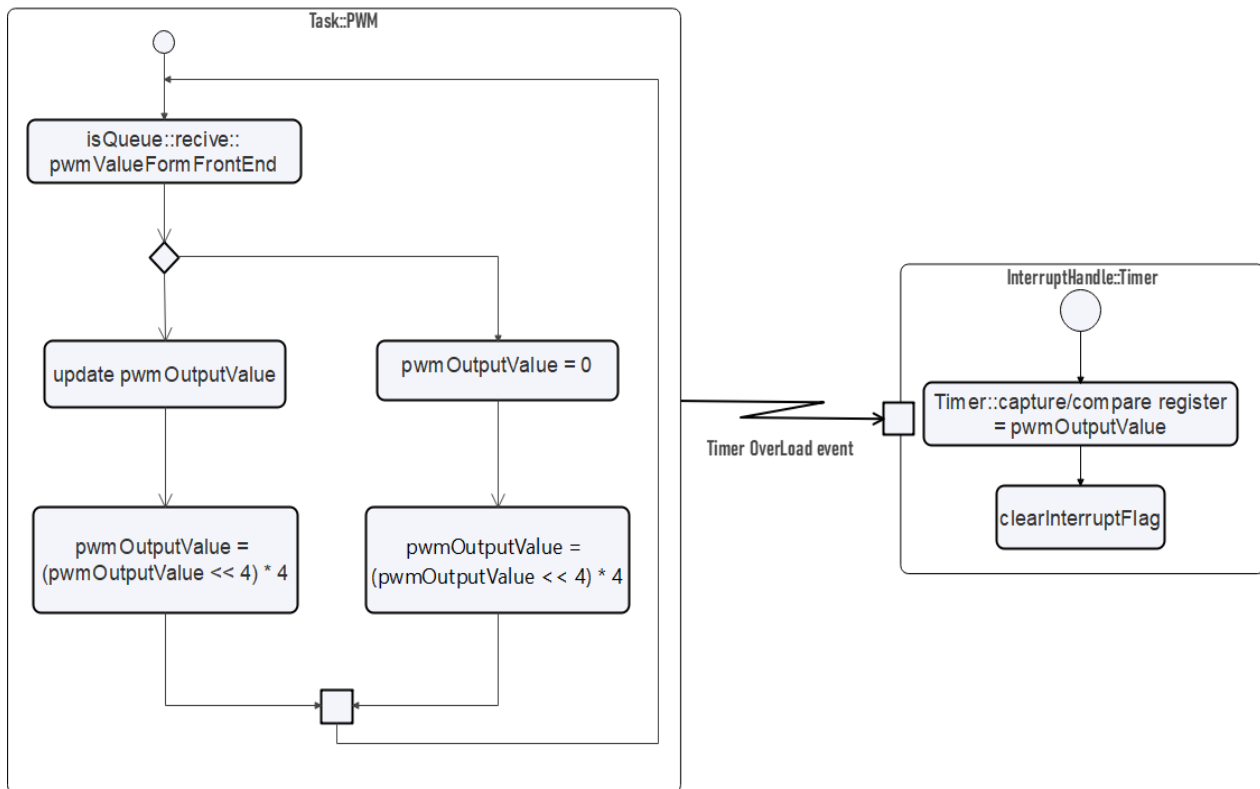 Task::PWM
isQueue::recive::
pwmValueFormFrontEnd
update pwmOutputValue
pwmOutputValue = 0
pwmOutputValue =
(pwmOutputValue << 4) * 4
pwmOutputValue =
(pwmOutputValue << 4) * 4
Timer OverLoad event
InterruptHandle::Timer
Timer::capture/compare register
= pwmOutputValue
clearInterruptFlag